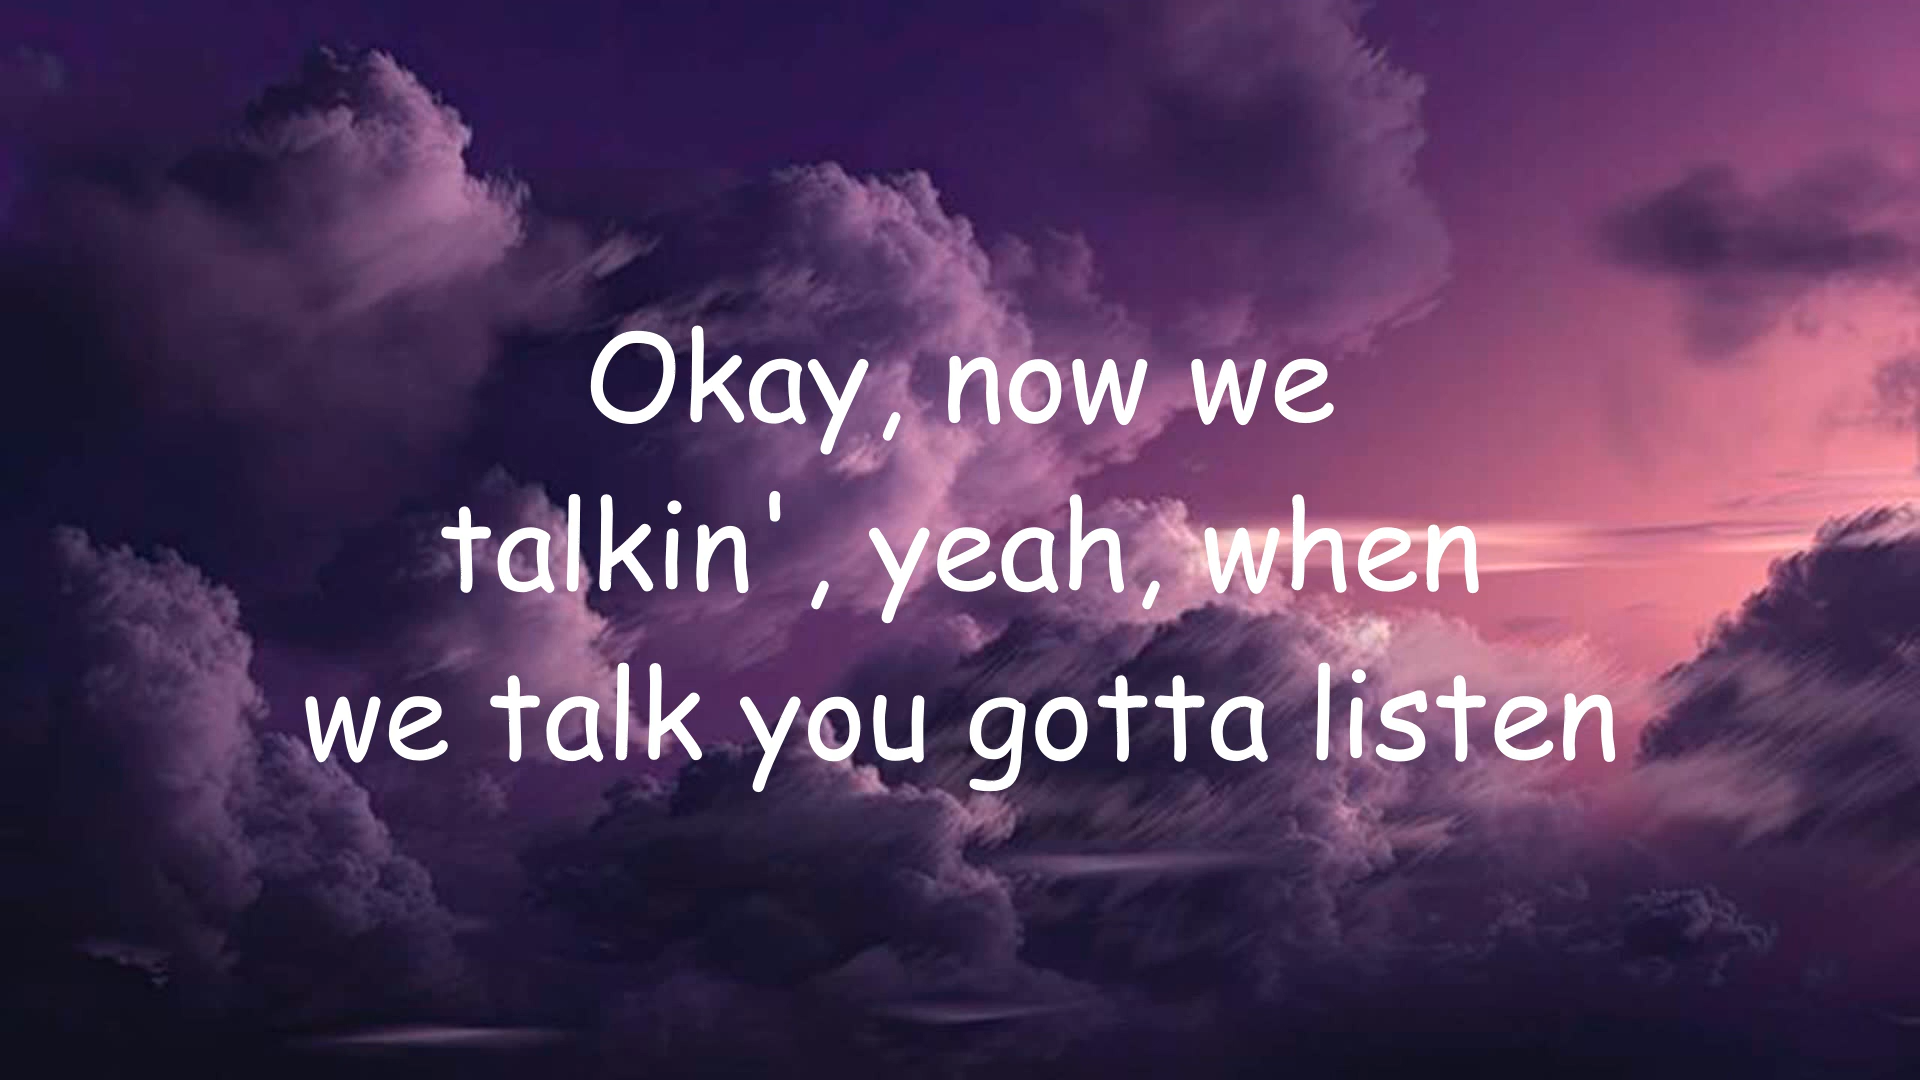 Okay, now we
talkin', yeah, when
we talk you gotta listen